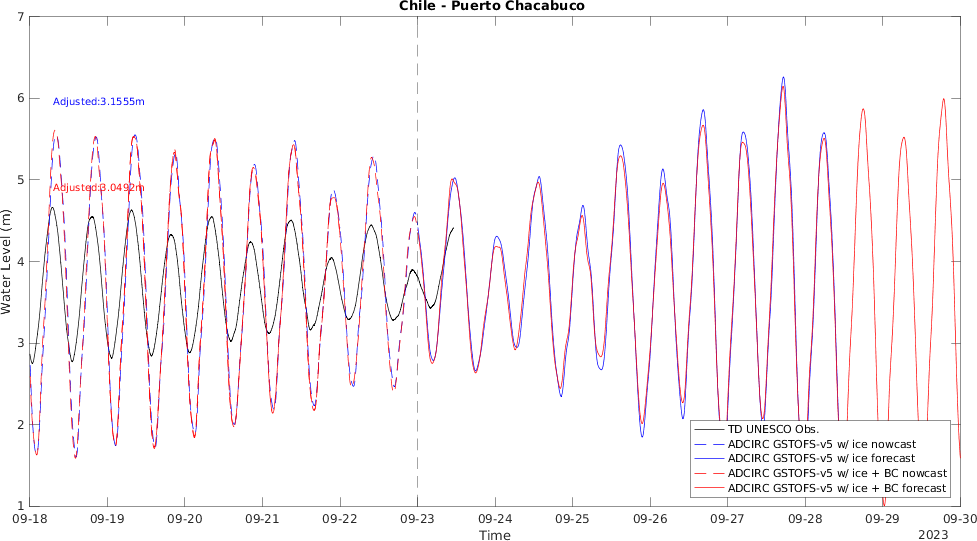 Chile - Puerto Chacabuco
7
6
5
4
3
2
1
Water Level (m)
Adjusted:3.1555m
Adjusted:3.0492m
TD UNESCO Obs.
ADCIRC GSTOFS-v5 w/ ice nowcast
ADCIRC GSTOFS-v5 w/ ice forecast
ADCIRC GSTOFS-v5 w/ ice + BC nowcast
ADCIRC GSTOFS-v5 w/ ice + BC forecast
09-18 09-19 09-20 09-21 09-22 09-23 09-24 09-25 09-26 09-27 09-28 09-29 09-30
Time
2023